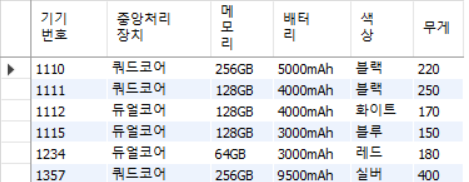 기기 번호 중앙처리 장치 메모리 배터리 색상 무게
1110 쿼드코어 256GB 5000mAh 블랙 220
1111 쿼드코어 128GB 4000mAh 블랙 250
1112 듀얼코어 128GB 4000mAh 화이트 170
1115 듀얼코어 128GB 3000mAh 블루 150
1234 듀얼코어 64GB 3000mAh 레드 180
1357 쿼드코어 256GB 9500mAh 실버 400